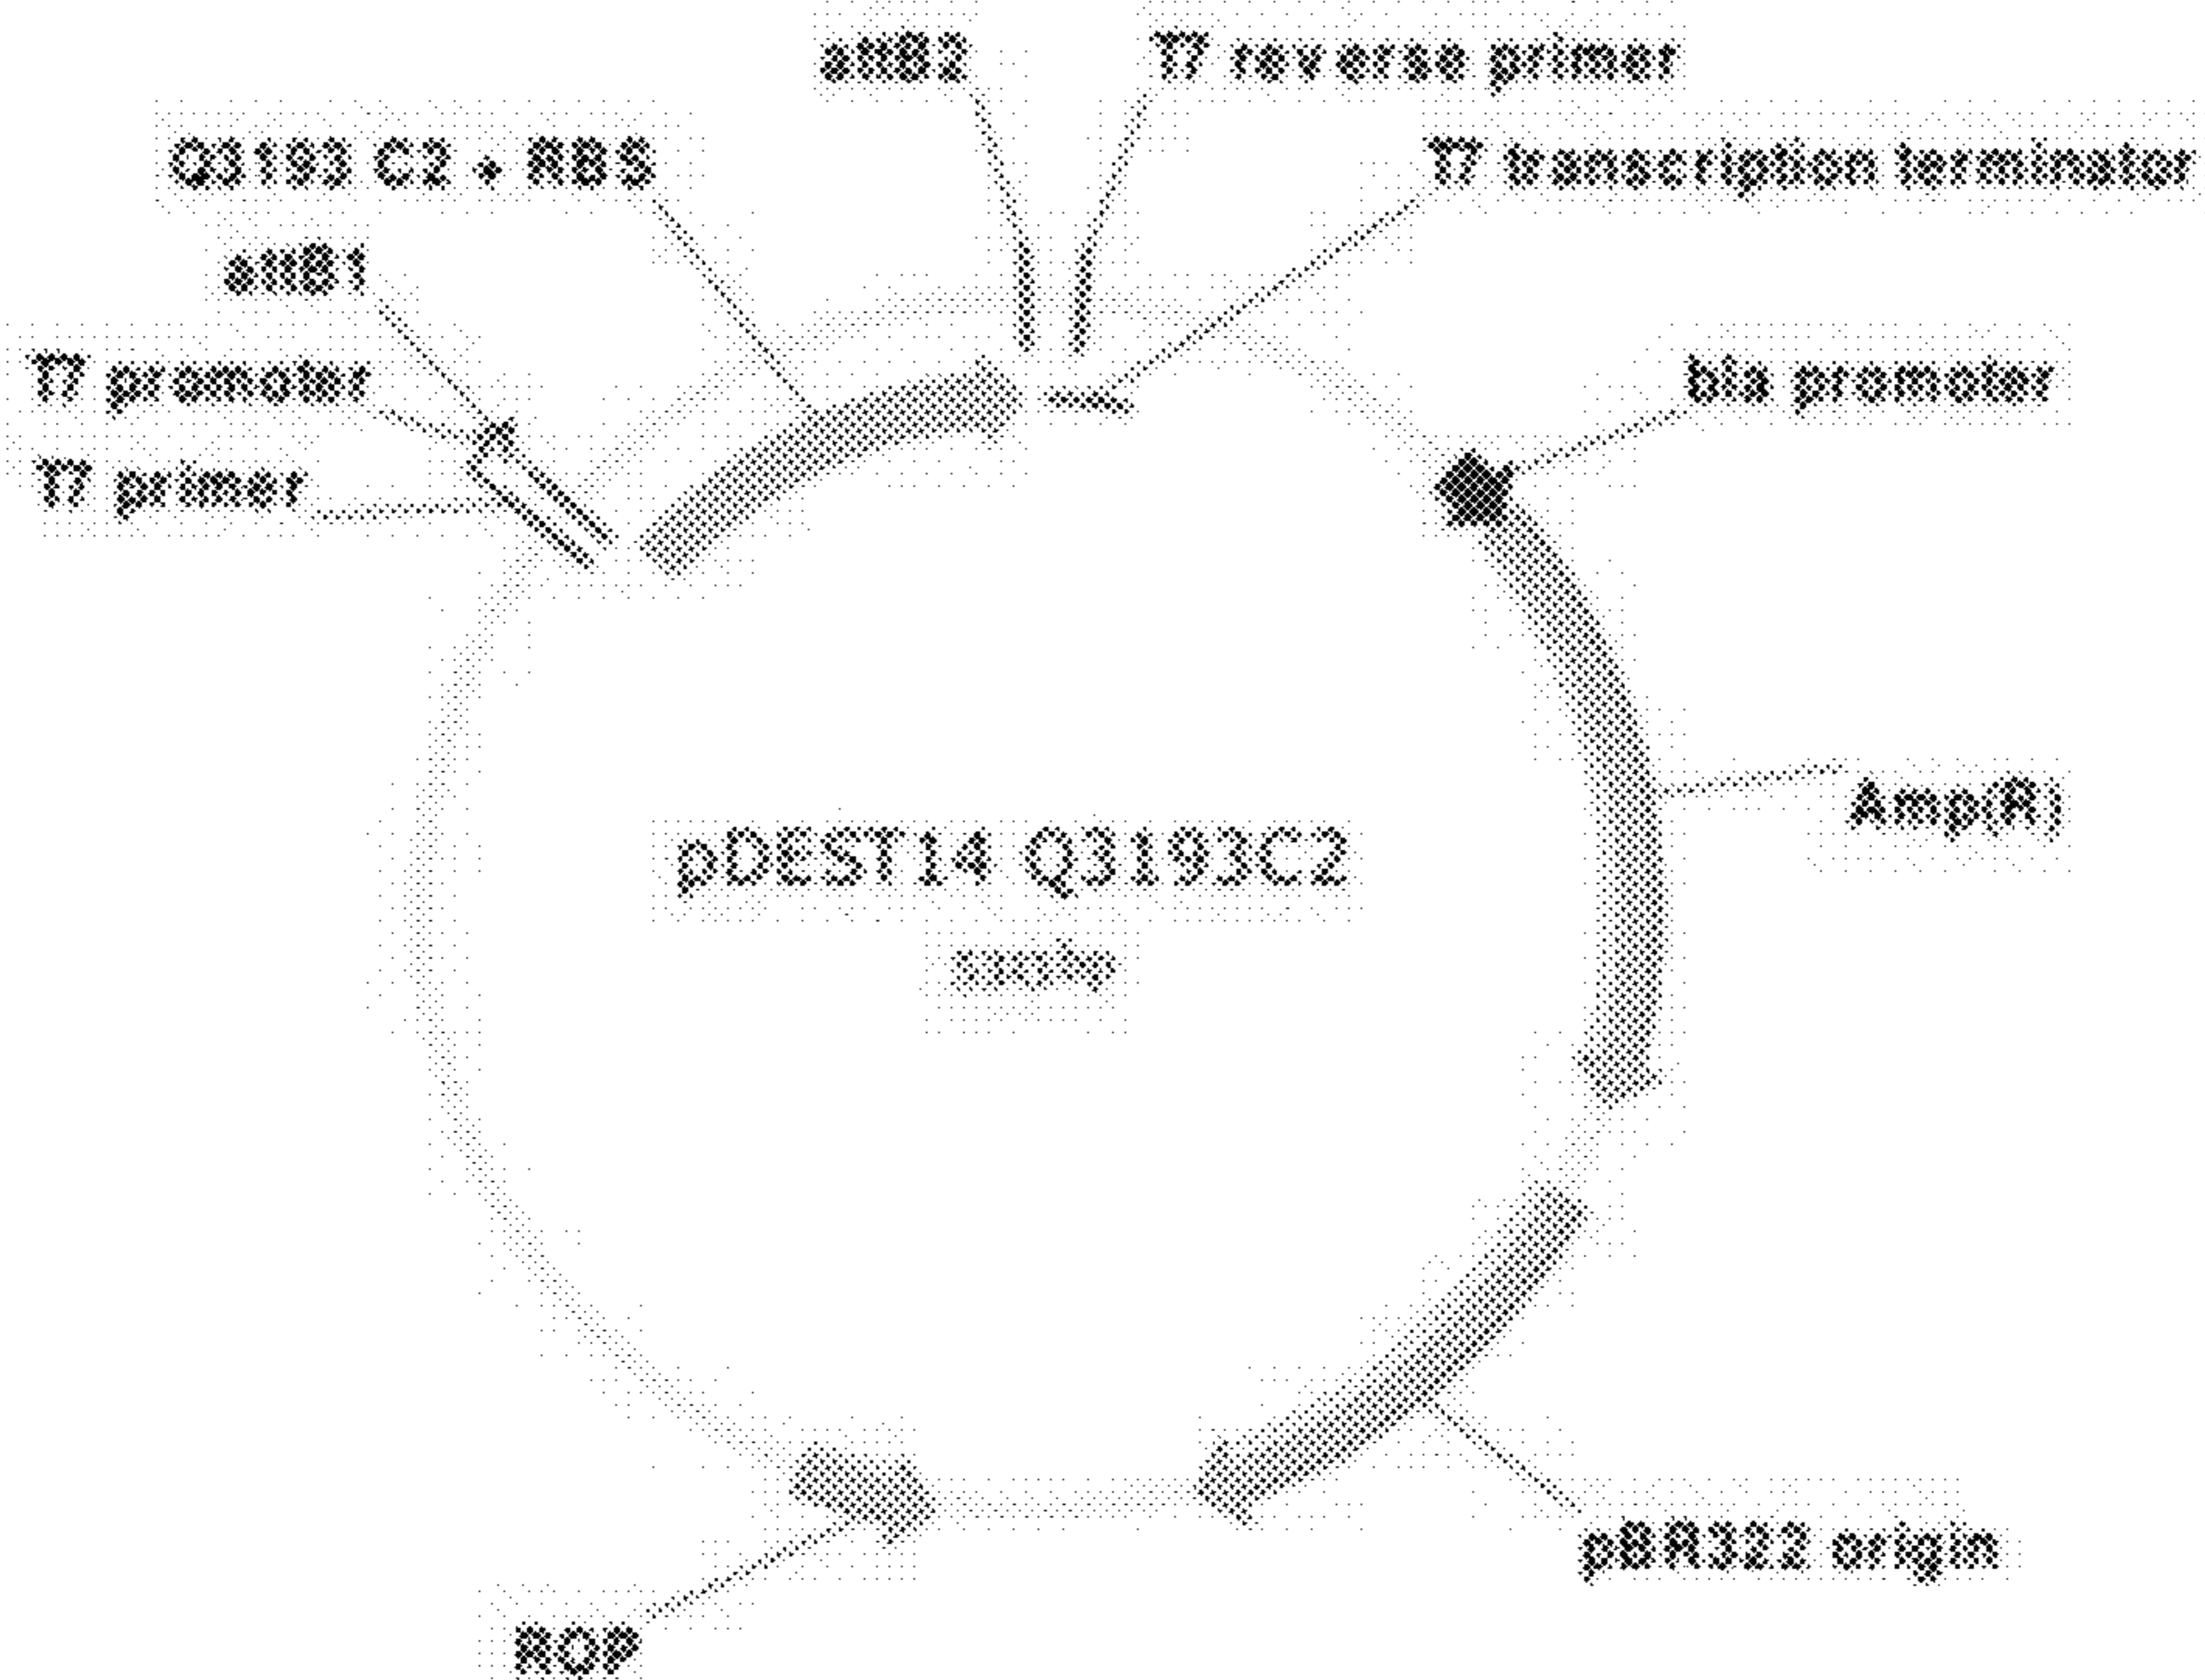 attB2
T7 reverse primer
Q3193 C2 + RBS
T7 transcription terminator
attB1
T7 promoter
bla promoter
T7 primer
Amp(R)
pDEST14 Q3193C2
pBR322 origin
ROP